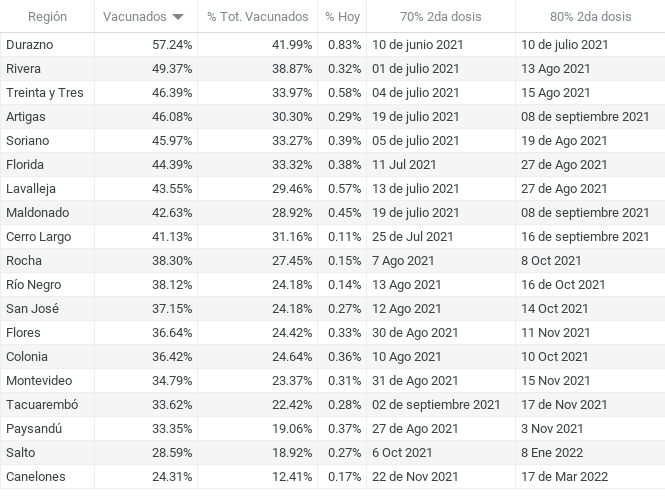 Región Vacunados % Tot. Vacunados % Hoy 70% 2da dosis 80% 2da dosis
Durazno 57.24% 41.99% 0.83% 10 de junio 2021 10 de julio 2021
Rivera 49.37% 38.87% 0.32% 01 de julio 2021 13 Ago 2021
Treinta y Tres 46.39% 33.97% 0.58% 04 de julio 2021 15 Ago 2021
Artigas 46.08% 30.30% 0.29% 19 de julio 2021 08 de septiembre 2021
Soriano 45.97% 33.27% 0.39% 05 de julio 2021 19 de Ago 2021
Florida 44.39% 33.32% 0.38% 11 Jul 2021 27 de Ago 2021
Lavalleja 43.55% 29.46% 0.57% 13 de julio 2021 27 de Ago 2021
Maldonado 42.63% 28.92% 0.45% 19 de julio 2021 08 de septiembre 2021
Cerro Largo 41.13% 31.16% 0.11% 25 de Jul 2021 16 de septiembre 2021
Rocha 38.30% 27.45% 0.15% 7 Ago 2021 8 Oct 2021
Río Negro 38.12% 24.18% 0.14% 13 Ago 2021 16 de Oct 2021
San José 37.15% 24.18% 0.27% 12 Ago 2021 14 Oct 2021
Flores 36.64% 24.42% 0.33% 30 de Ago 2021 11 Nov 2021
Colonia 36.42% 24.64% 0.36% 10 Ago 2021 10 Oct 2021
Montevideo 34.79% 23.37% 0.31% 31 de Ago 2021 15 Nov 2021
Tacuarembó 33.62% 22.42% 0.28% 02 de septiembre 2021 17 de Nov 2021
Paysandú 33.35% 19.06% 0.37% 27 de Ago 2021 3 Nov 2021
Salto 28.59% 18.92% 0.27% 6 Oct 2021 8 Ene 2022
Canelones 24.31% 12.41% 0.17% 22 de Nov 2021 17 de Mar 2022